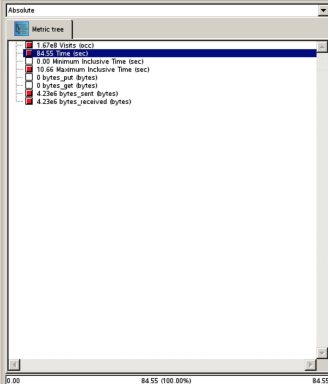 Absolute
Metric tree
1.67e8 Visits (occ)
84.55 Time (sec)
0.00 Minimum Inclusive Time (sec)
10.66 Maximum Inclusive Time (sec)
0 bytes_put (bytes)
0 bytes_get (bytes)
4.23e6 bytes_sent (bytes)
4.23e6 bytes_received (bytes)
0.00 84.55 (100.00%) 84.55